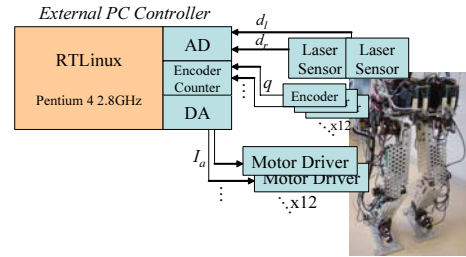 External PC Controller
RTLinux
Pentium 4 2.8GHz
AD
Encoder
Counter
DA
d_l
d_r
q
⋮
I_a
⋮
Laser
Sensor
Laser
Sensor
Encoder
⋱x12
Motor Driver
Motor Driver
⋱x12